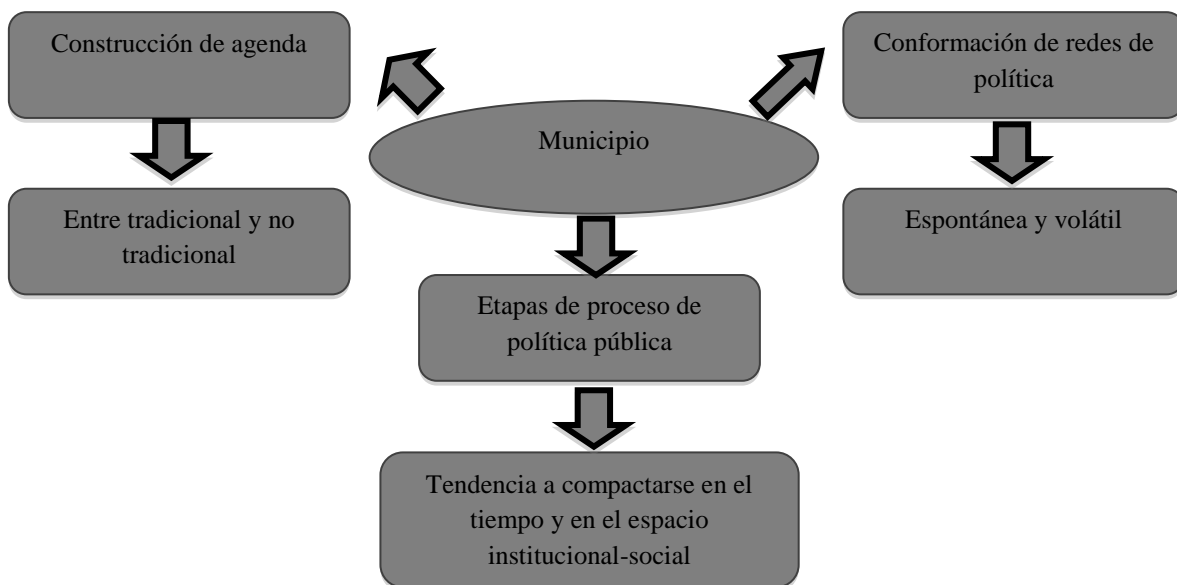 Construcción de agenda
Conformación de redes de
política
Municipio
Entre tradicional y no
tradicional
Espontánea y volátil
Etapas de proceso de
política pública
Tendencia a compactarse en el
tiempo y en el espacio
institucional-social